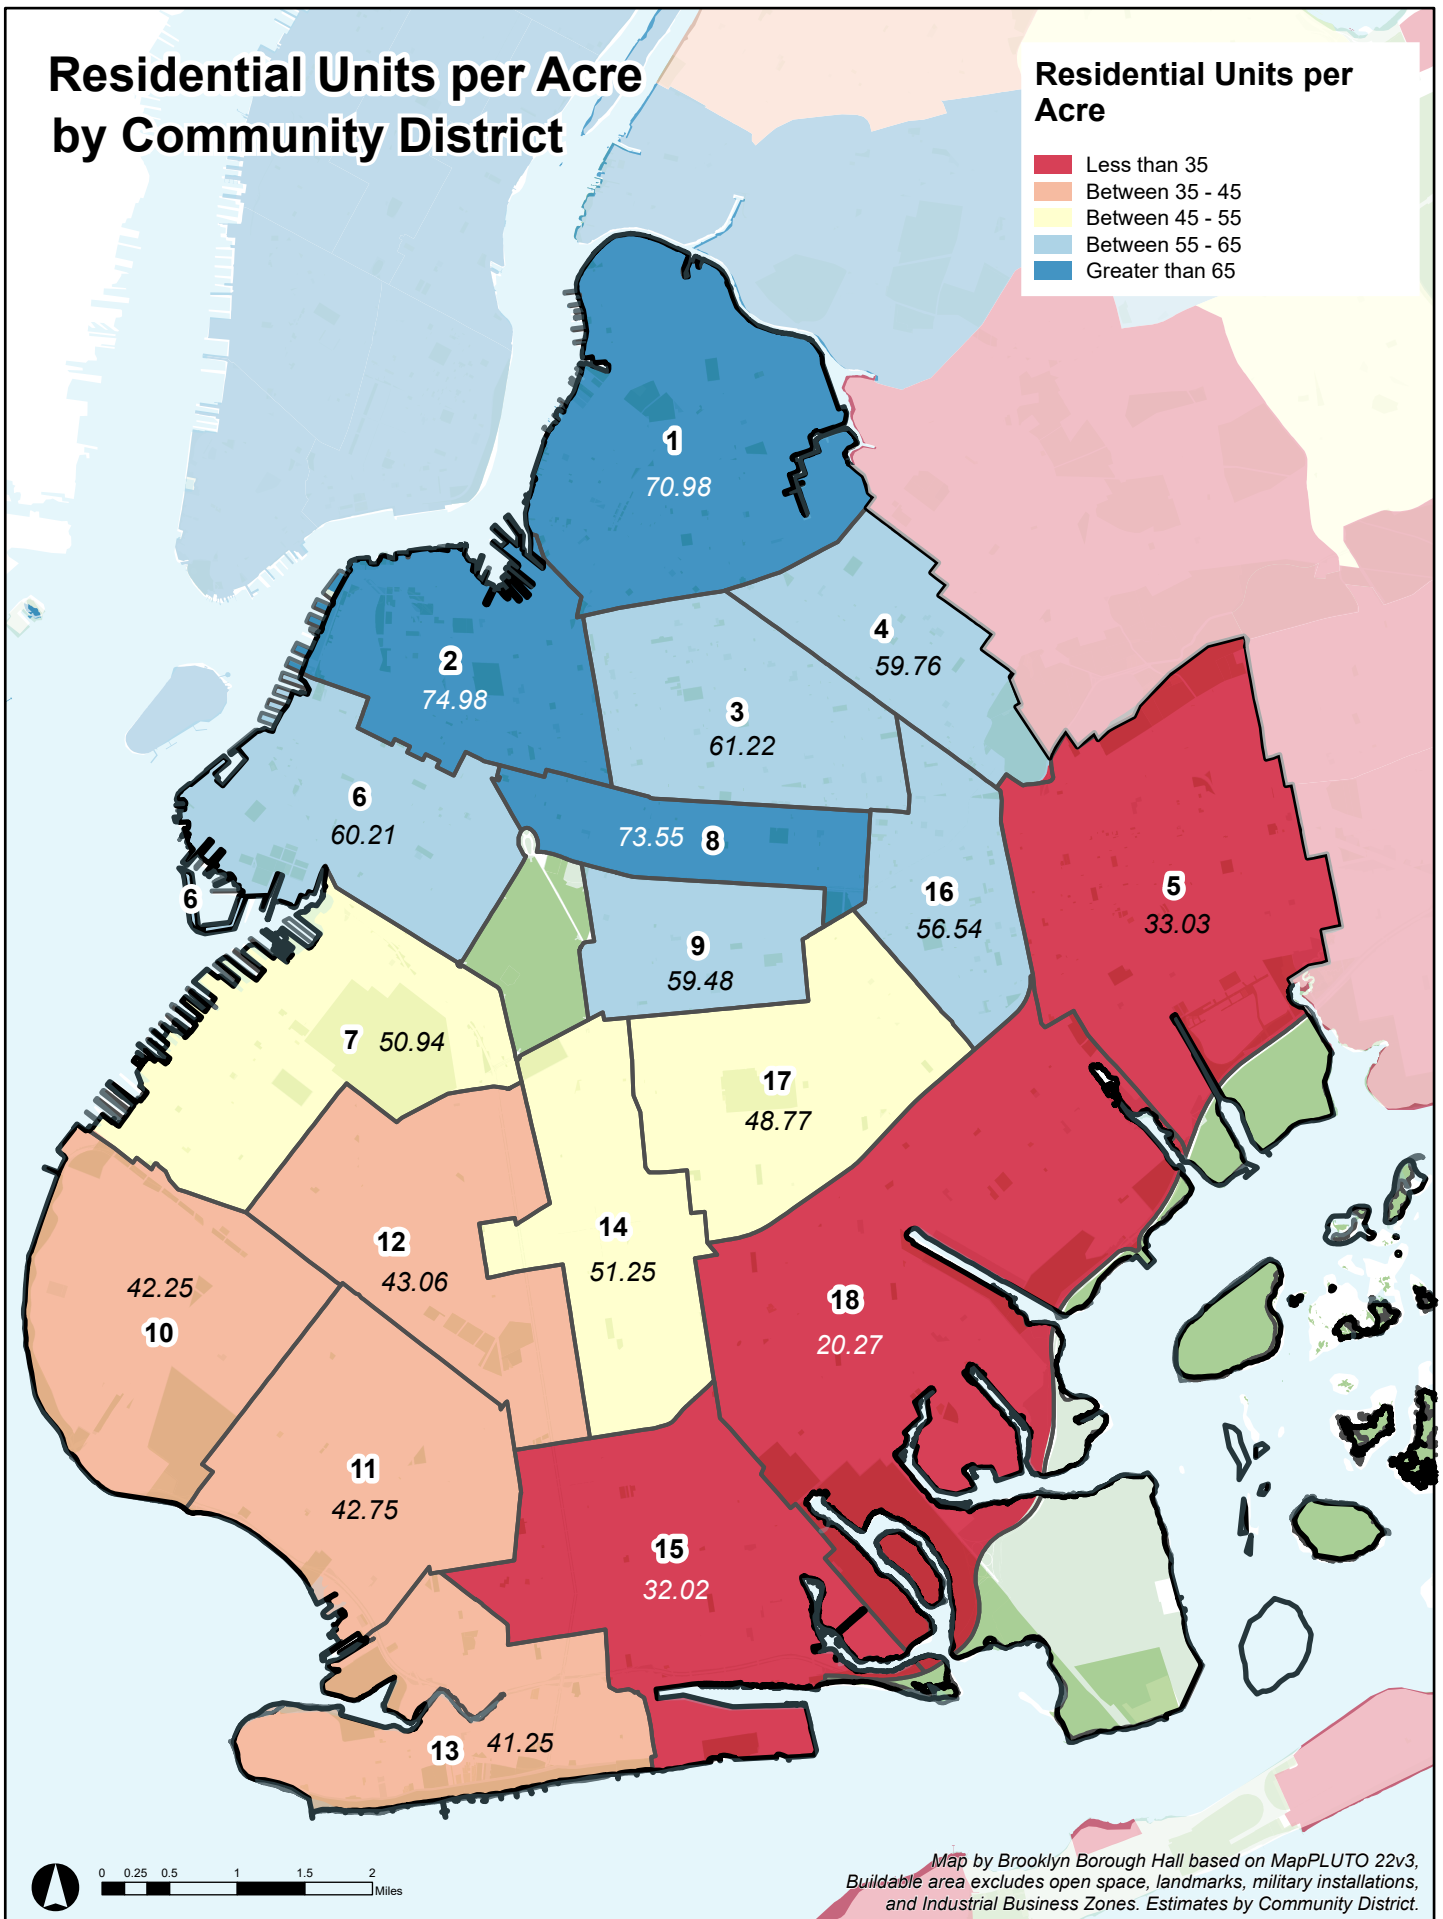 Residential Units per Acre
by Community District
Residential Units per
Acre
Less than 35
Between 35 - 45
Between 45 - 55
Between 55 - 65
Greater than 65
1
70.98
4
59.76
2
74.98
3
61.22
6
60.21
73.55 8
6
16
56.54
5
33.03
9
59.48
7 50.94
17
48.77
14
51.25
12
43.06
42.25
10
18
20.27
11
42.75
15
32.02
13 41.25
0 0.25 0.5 1 1.5 2
Miles
Map by Brooklyn Borough Hall based on MapPLUTO 22v3,
Buildable area excludes open space, landmarks, military installations,
and Industrial Business Zones. Estimates by Community District.